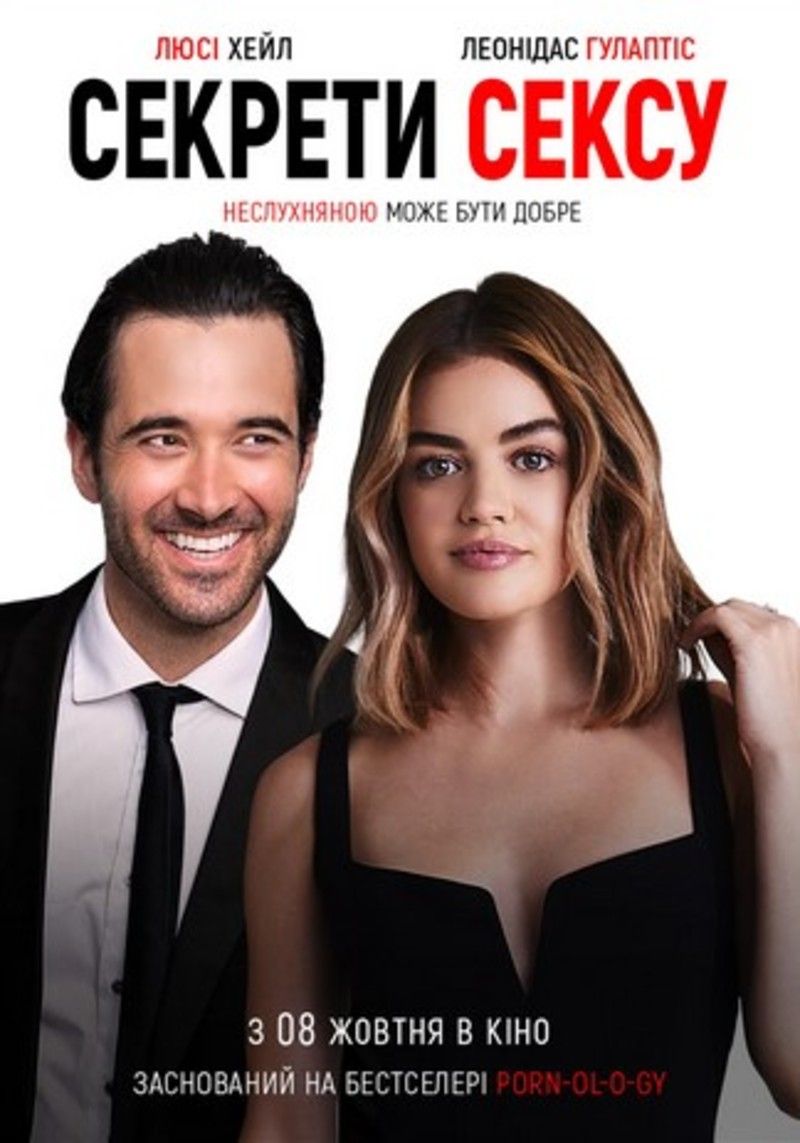 ЛЮСІ ХЕЙЛ ЛЕОНІДАС ГУЛАПТІС
СЕКРЕТИ СЕКСУ
НЕСЛУХНЯНОЮ МОЖЕ БУТИ ДОБРЕ
З 08 ЖОВТНЯ В КІНО
ЗАСНОВАНИЙ НА БЕСТСЕЛЕРІ PORN-OL-O-GY